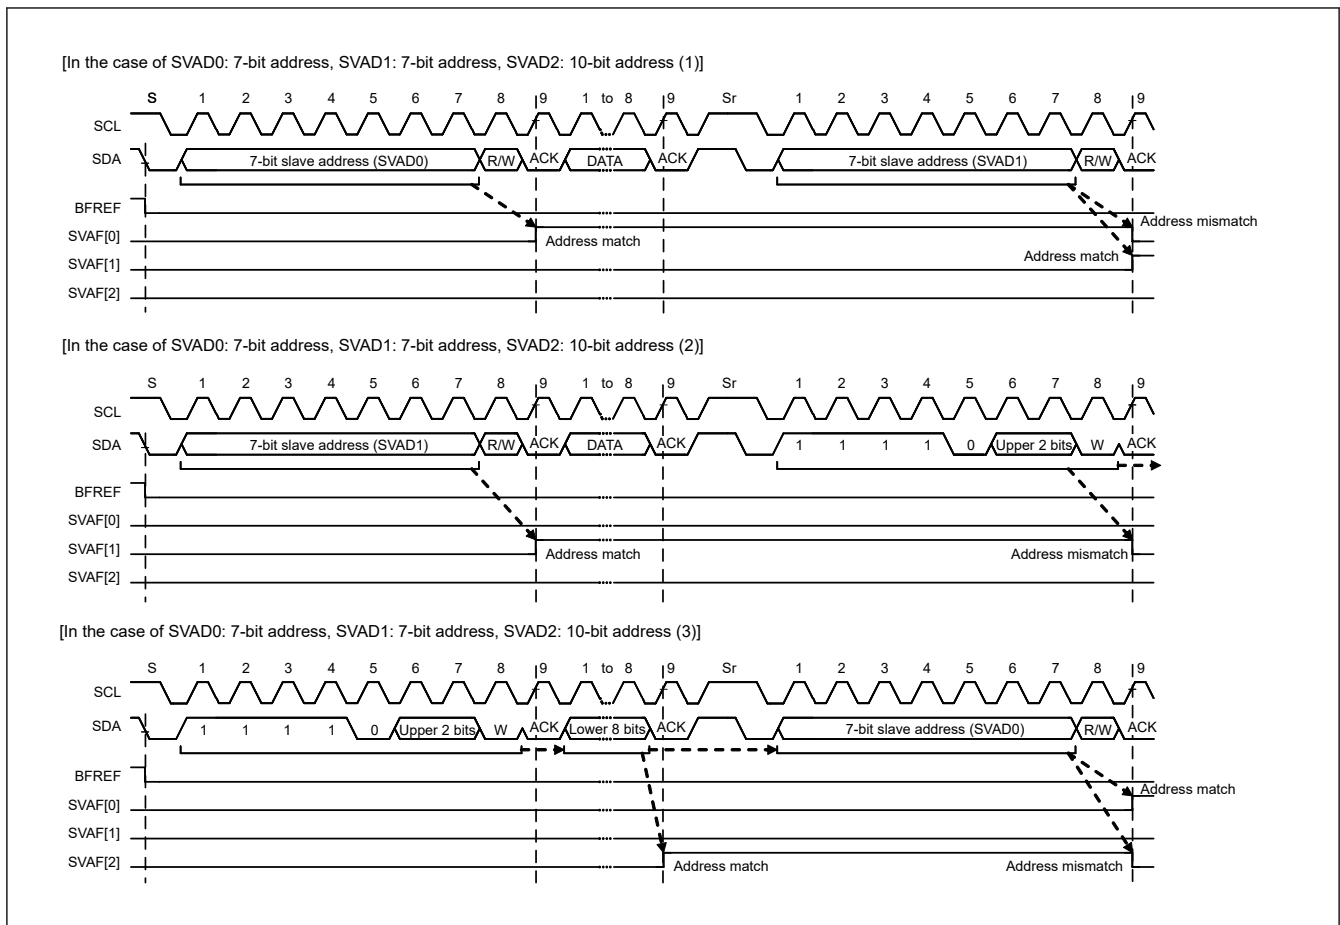 [In the case of SVAD0: 7-bit address, SVAD1: 7-bit address, SVAD2: 10-bit address (1)]
S 1 2 3 4 5 6 7 8 9 1 to 8 9 Sr 1 2 3 4 5 6 7 8 9
SCL
SDA 7-bit slave address (SVAD0) R/W ACK DATA ACK 7-bit slave address (SVAD1) R/W ACK
BFREF
Address mismatch
SVAF[0] Address match
SVAF[1] Address match
SVAF[2]
[In the case of SVAD0: 7-bit address, SVAD1: 7-bit address, SVAD2: 10-bit address (2)]
S 1 2 3 4 5 6 7 8 9 1 to 8 9 Sr 1 2 3 4 5 6 7 8 9
SCL
SDA 7-bit slave address (SVAD1) R/W ACK DATA ACK 1 1 1 1 0 Upper 2 bits W ACK
BFREF
SVAF[0]
SVAF[1] Address match Address mismatch
SVAF[2]
[In the case of SVAD0: 7-bit address, SVAD1: 7-bit address, SVAD2: 10-bit address (3)]
S 1 2 3 4 5 6 7 8 9 1 to 8 9 Sr 1 2 3 4 5 6 7 8 9
SCL
SDA 1 1 1 1 0 Upper 2 bits W ACK Lower 8 bits ACK 7-bit slave address (SVAD0) R/W ACK
BFREF
Address match
SVAF[0]
SVAF[1]
SVAF[2] Address match Address mismatch